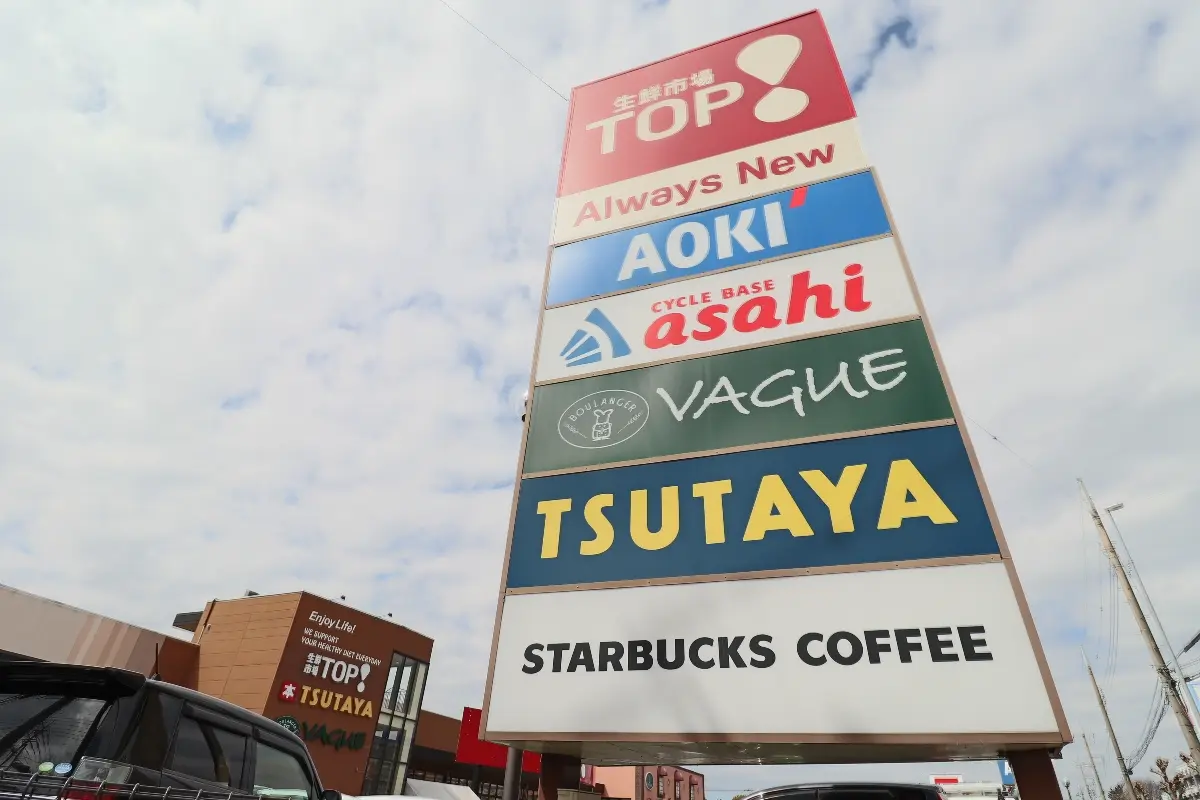 生鮮市場
TOP!
Always New
AOKI'
CYCLE BASE
asahi
BOULANGER
VAGUE
TSUTAYA
STARBUCKS COFFEE
Enjoy Life!
WE SUPPORT
YOUR HEALTHY DIET EVERYDAY
生鮮
市場 TOP!
本 TSUTAYA
VAGUE